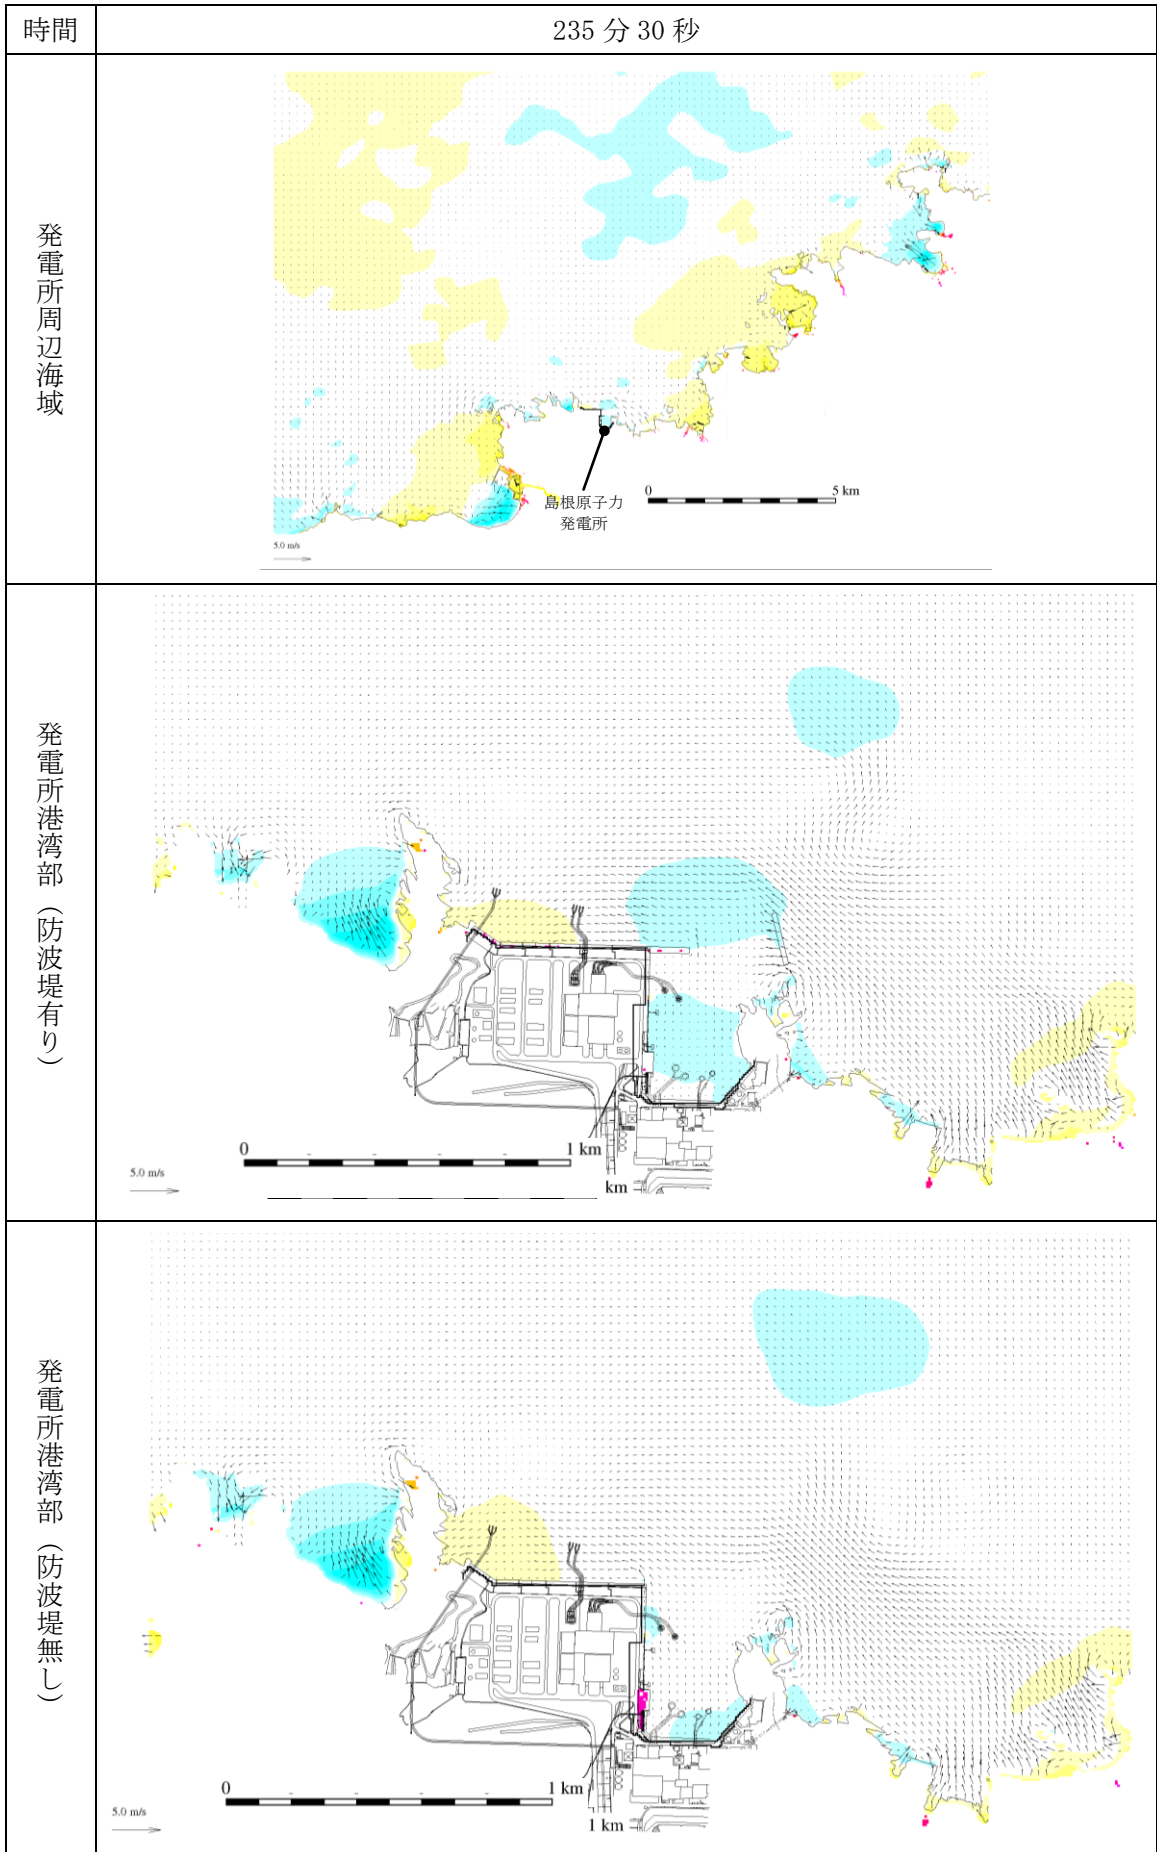 時間
235 分 30 秒
発電所周辺海域
島根原子力
発電所
0
5 km
5.0 m/s
発電所港湾部（防波堤有り）
0
1 km
km
5.0 m/s
発電所港湾部（防波堤無し）
0
1 km
1 km
5.0 m/s